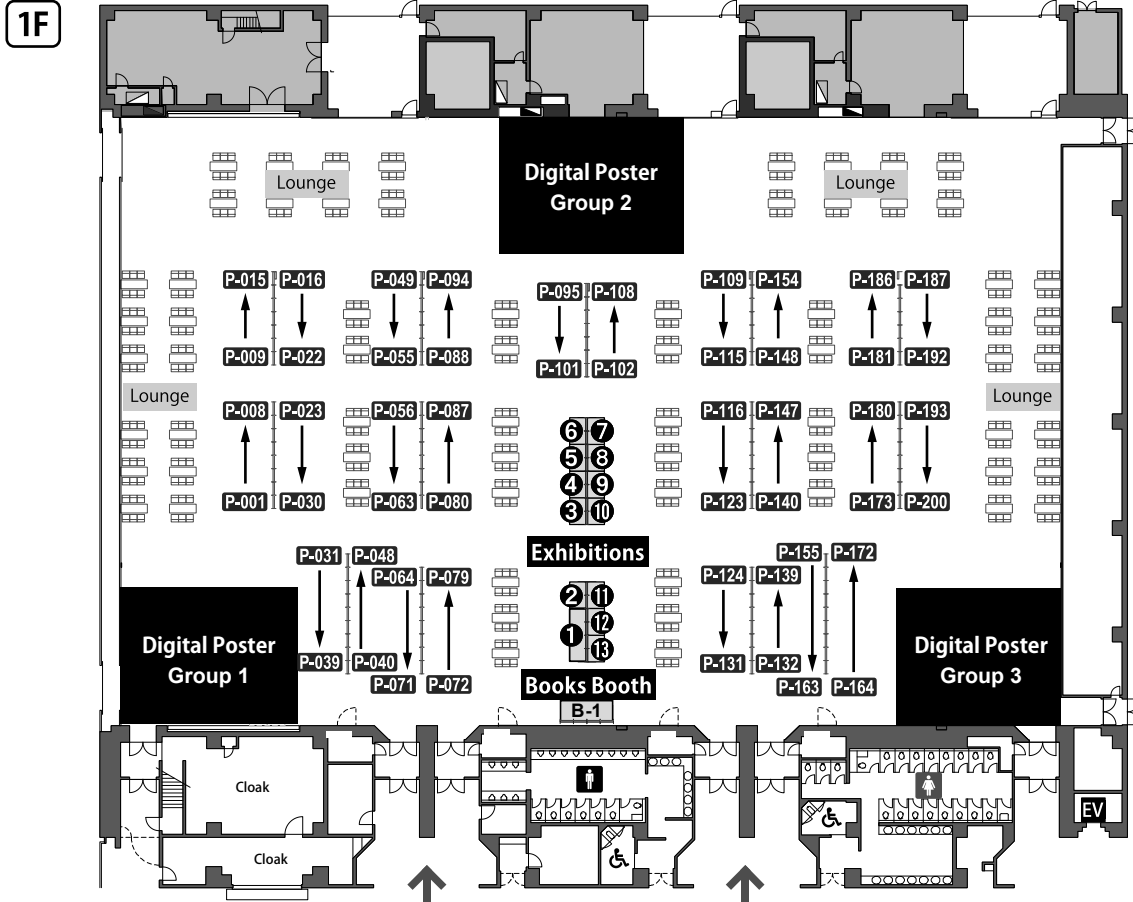 1F
Digital Poster
Group 2
Lounge
Lounge
P-015 P-016
P-049 P-094
P-095 P-108
P-109 P-154
P-186 P-187
P-009 P-022
P-055 P-088
P-101 P-102
P-115 P-148
P-181 P-192
Lounge
Lounge
P-008 P-023
P-056 P-087
P-116 P-147
P-180 P-193
6 7
5 8
4 9
3 10
P-001 P-030
P-063 P-080
P-123 P-140
P-173 P-200
Exhibitions
P-031 P-048
P-064 P-079
P-124 P-139
P-155 P-172
2 11
1 12
13
P-039 P-040
P-071 P-072
P-131 P-132
P-163 P-164
Digital Poster
Group 1
Digital Poster
Group 3
Books Booth
B-1
Cloak
Cloak
EV